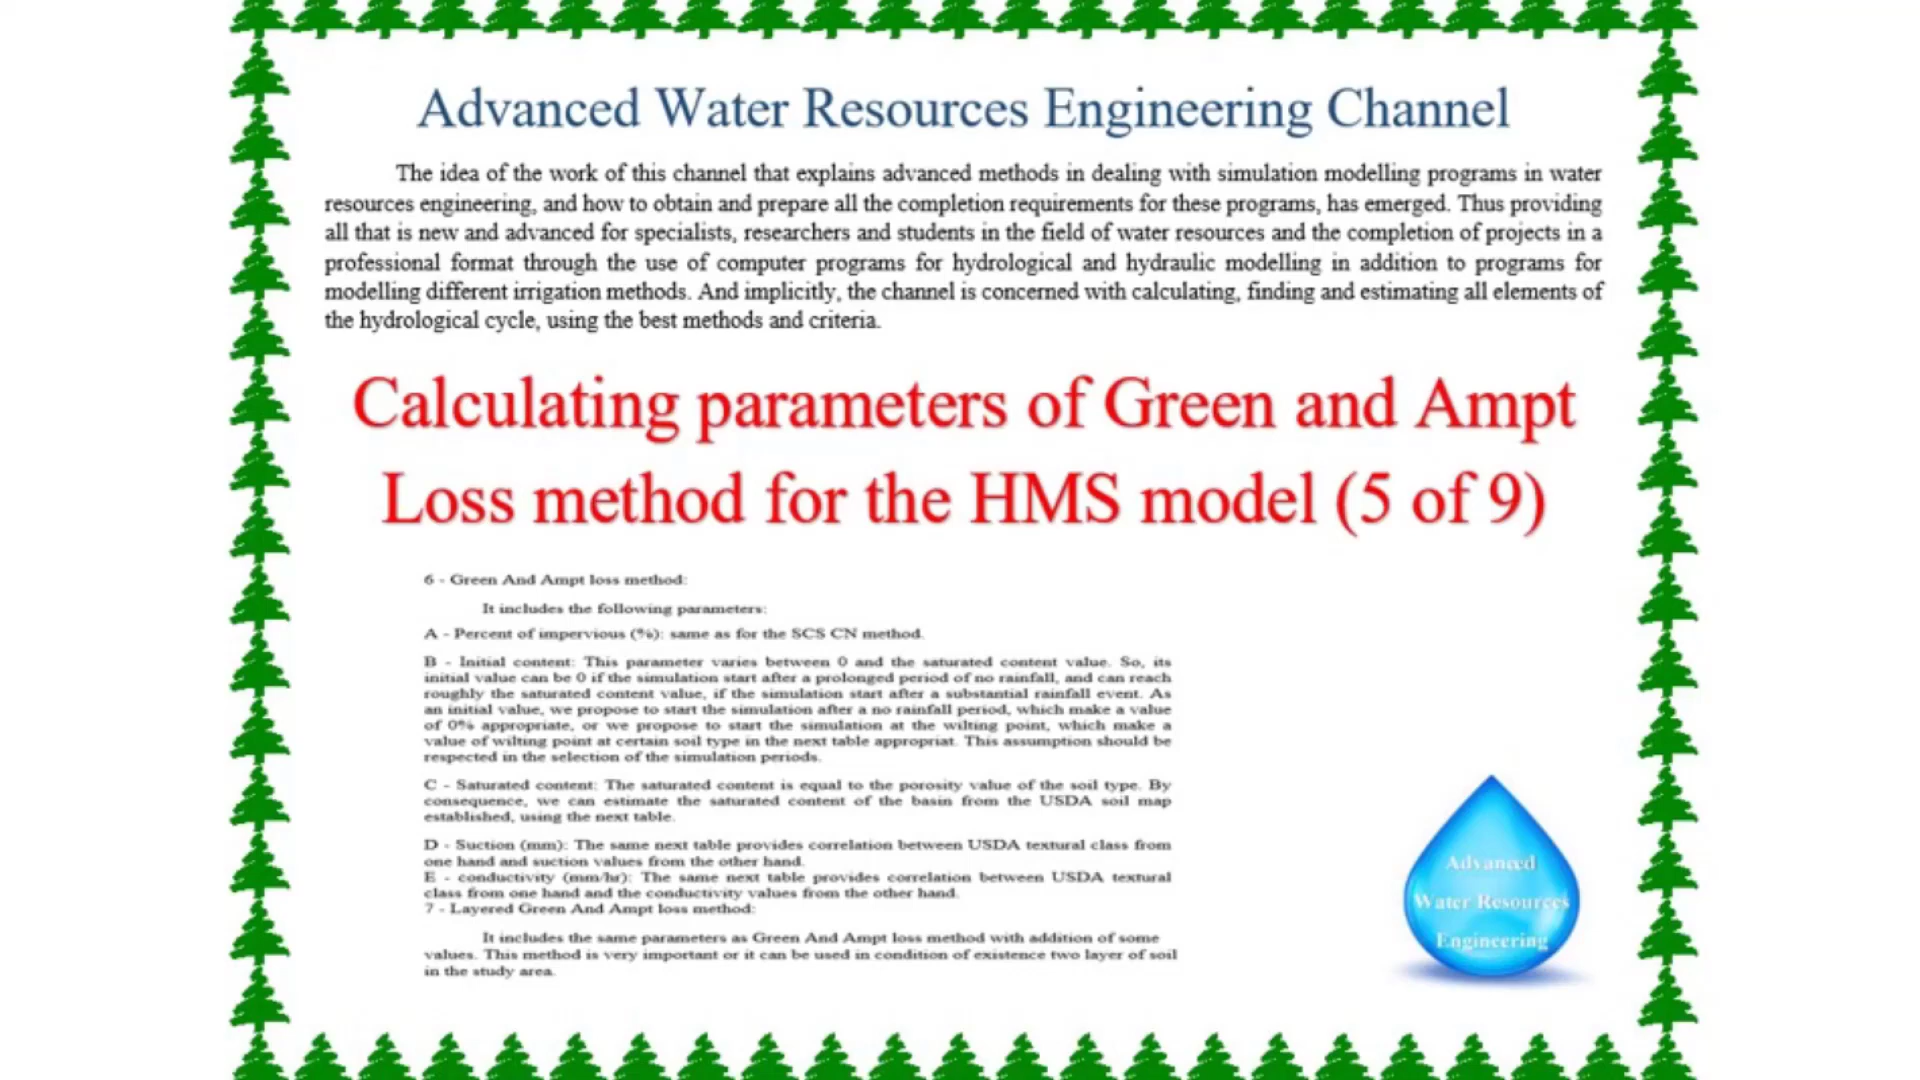 Advanced Water Resources Engineering Channel
The idea of the work of this channel that explains advanced methods in dealing with simulation modelling programs in water
resources engineering, and how to obtain and prepare all the completion requirements for these programs, has emerged. Thus providing
all that is new and advanced for specialists, researchers and students in the field of water resources and the completion of projects in a
professional format through the use of computer programs for hydrological and hydraulic modelling in addition to programs for
modelling different irrigation methods. And implicitly, the channel is concerned with calculating, finding and estimating all elements of
the hydrological cycle, using the best methods and criteria.
Calculating parameters of Green and Ampt
Loss method for the HMS model (5 of 9)
6 - Green And Ampt loss method:
It includes the following parameters:
A - Percent of impervious (%): same as for the SCS CN method.
B - Initial content: This parameter varies between 0 and the saturated content value. So, its
initial value can be 0 if the simulation start after a prolonged period of no rainfall, and can reach
roughly the saturated content value, if the simulation start after a substantial rainfall event. As
an initial value, we propose to start the simulation after a no rainfall period, which make a value
of 0% appropriate, or we propose to start the simulation at the wilting point, which make a
value of wilting point at certain soil type in the next table appropriat. This assumption should be
respected in the selection of the simulation periods.
C - Saturated content: The saturated content is equal to the porosity value of the soil type. By
consequence, we can estimate the saturated content of the basin from the USDA soil map
established, using the next table.
D - Suction (mm): The same next table provides correlation between USDA textural class from
one hand and suction values from the other hand.
E - conductivity (mm/hr): The same next table provides correlation between USDA textural
class from one hand and the conductivity values from the other hand.
7 - Layered Green And Ampt loss method:
It includes the same parameters as Green And Ampt loss method with addition of some
values. This method is very important or it can be used in condition of existence two layer of soil
in the study area.
Advanced
Water Resources
Engineering